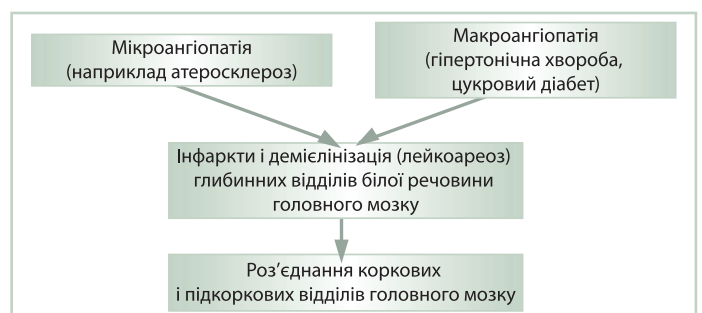 Мікроангіопатія
(наприклад атеросклероз)
Макроангіопатія
(гіпертонічна хвороба,
цукровий діабет)
Інфаркти і демієлінізація (лейкоареоз)
глибинних відділів білої речовини
головного мозку
Роз’єднання коркових
і підкоркових відділів головного мозку